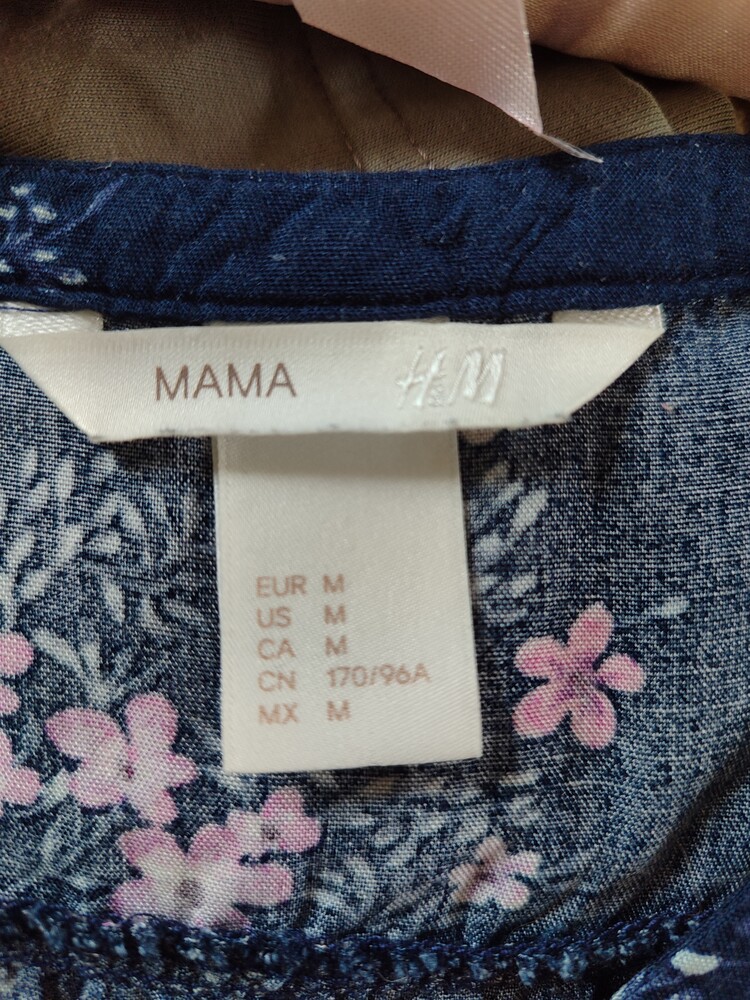 MAMA H&M
EUR M
US M
CA M
CN 170/96A
MX M